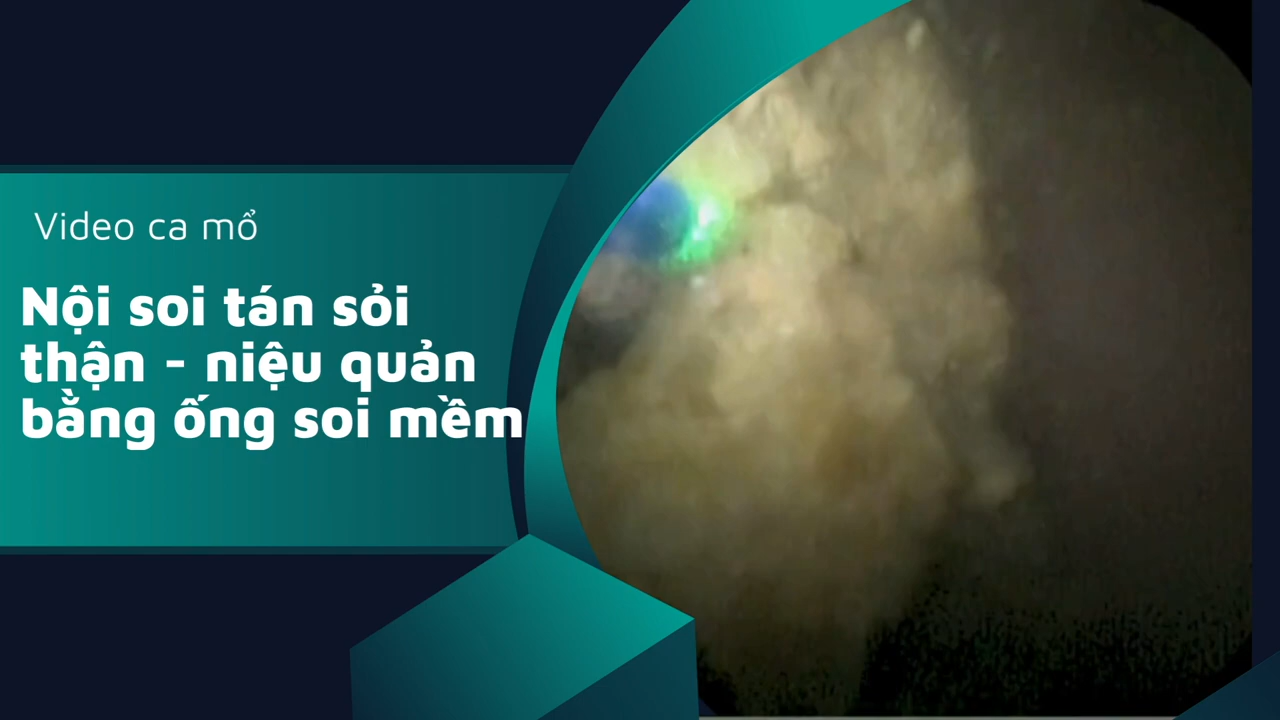 Video ca mổ
Nội soi tán sỏi
thận - niệu quản
bằng ống soi mềm